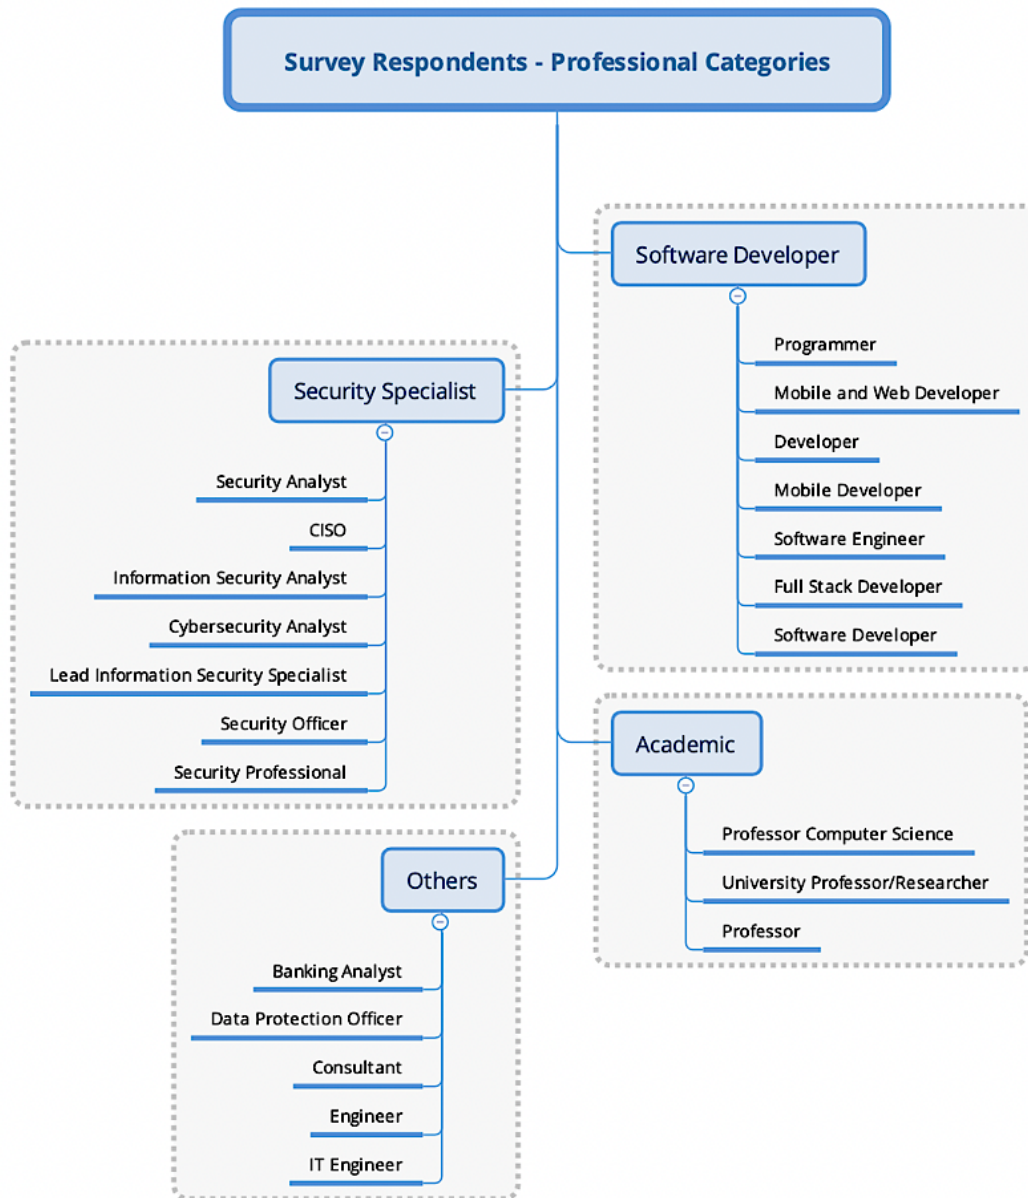 Survey Respondents - Professional Categories
Software Developer
Programmer
Mobile and Web Developer
Developer
Mobile Developer
Software Engineer
Full Stack Developer
Software Developer
Security Specialist
Security Analyst
CISO
Information Security Analyst
Cybersecurity Analyst
Lead Information Security Specialist
Security Officer
Security Professional
Academic
Professor Computer Science
University Professor/Researcher
Professor
Others
Banking Analyst
Data Protection Officer
Consultant
Engineer
IT Engineer